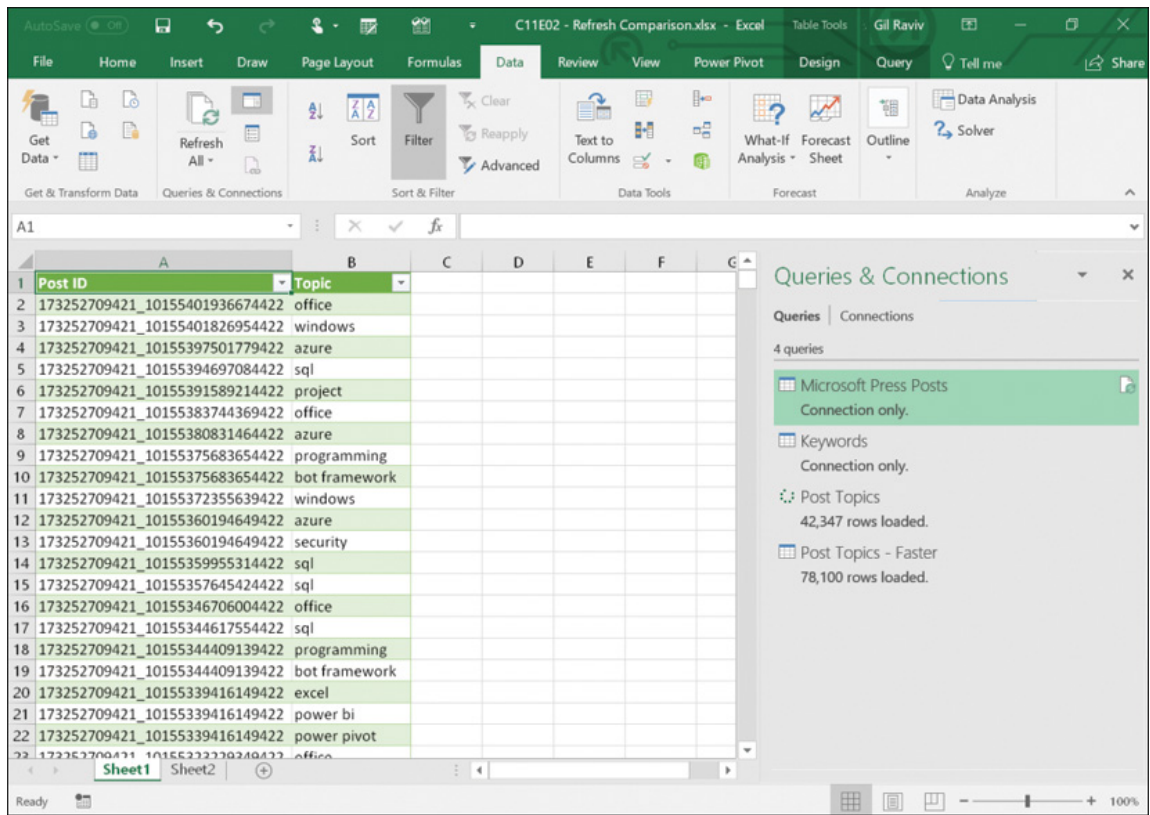 AutoSave Off C11E02 - Refresh Comparison.xlsx - Excel Table Tools Gil Raviv
File Home Insert Draw Page Layout Formulas Data Review View Power Pivot Design Query Tell me Share
Get Data
Refresh All
Sort
Filter
Clear
Reapply
Advanced
Text to Columns
What-If Analysis
Forecast Sheet
Outline
Data Analysis
Solver
Get & Transform Data Queries & Connections Sort & Filter Data Tools Forecast Analyze
A1 fx
A B C D E F G
1 Post ID Topic
2 173252709421_10155401936674422 office
3 173252709421_10155401826954422 windows
4 173252709421_10155397501779422 azure
5 173252709421_10155394697084422 sql
6 173252709421_10155391589214422 project
7 173252709421_10155383744369422 office
8 173252709421_10155380831464422 azure
9 173252709421_10155375683654422 programming
10 173252709421_10155375683654422 bot framework
11 173252709421_10155372355639422 windows
12 173252709421_10155360194649422 azure
13 173252709421_10155360194649422 security
14 173252709421_10155359955314422 sql
15 173252709421_10155357645424422 sql
16 173252709421_10155346706004422 office
17 173252709421_10155344617554422 sql
18 173252709421_10155344409139422 programming
19 173252709421_10155344409139422 bot framework
20 173252709421_10155339416149422 excel
21 173252709421_10155339416149422 power bi
22 173252709421_10155339416149422 power pivot
23 173252709421_10155323229349422 office
Sheet1 Sheet2
Ready 100%
Queries & Connections
Queries Connections
4 queries
Microsoft Press Posts
Connection only.
Keywords
Connection only.
Post Topics
42,347 rows loaded.
Post Topics - Faster
78,100 rows loaded.